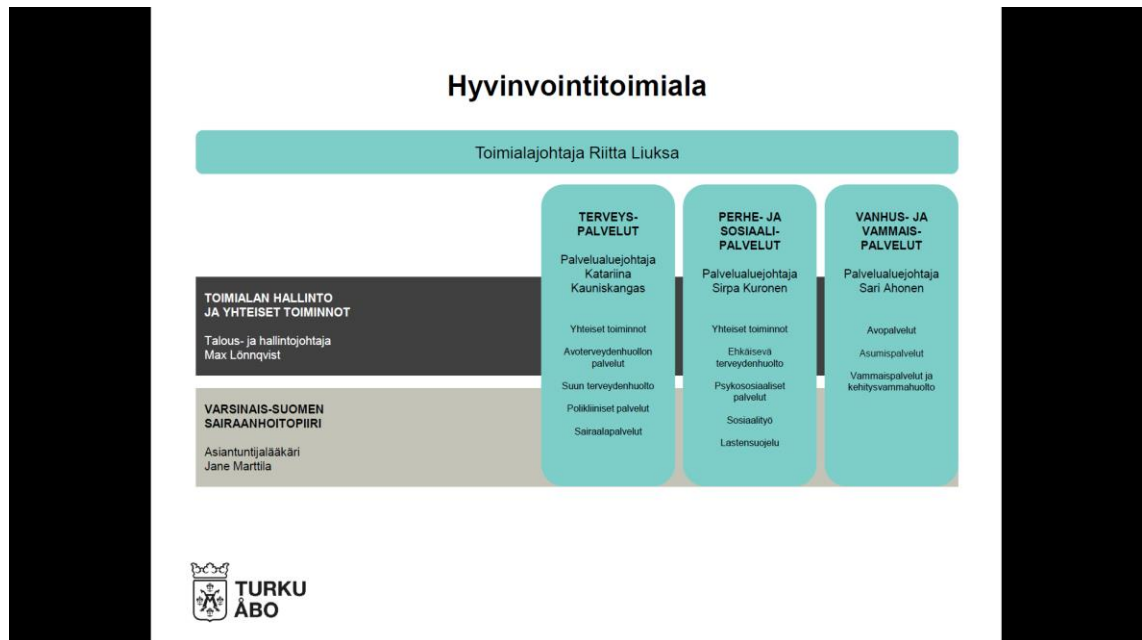 Hyvinvointitoimiala
Toimialajohtaja Riitta Liuksa
TOIMIALAN HALLINTO
JA YHTEISET TOIMINNOT
Talous- ja hallintojohtaja
Max Lönnqvist
VARSINAIS-SUOMEN
SAIRAANHOITOPIIRI
Asiantuntijalääkäri
Jane Marttila
TERVEYS-
PALVELUT
Palvelualuejohtaja
Katariina
Kauniskangas
Yhteiset toiminnot
Avoterveydenhuollon
palvelut
Suun terveydenhuolto
Polikliiniset palvelut
Sairaalapalvelut
PERHE- JA
SOSIAALI-
PALVELUT
Palvelualuejohtaja
Sirpa Kuronen
Yhteiset toiminnot
Ehkäisevä
terveydenhuolto
Psykososiaaliset
palvelut
Sosiaalityö
Lastensuojelu
VANHUS- JA
VAMMAIS-
PALVELUT
Palvelualuejohtaja
Sari Ahonen
Avopalvelut
Asumispalvelut
Vammaispalvelut ja
kehitysvammahuolto
TURKU
ÅBO